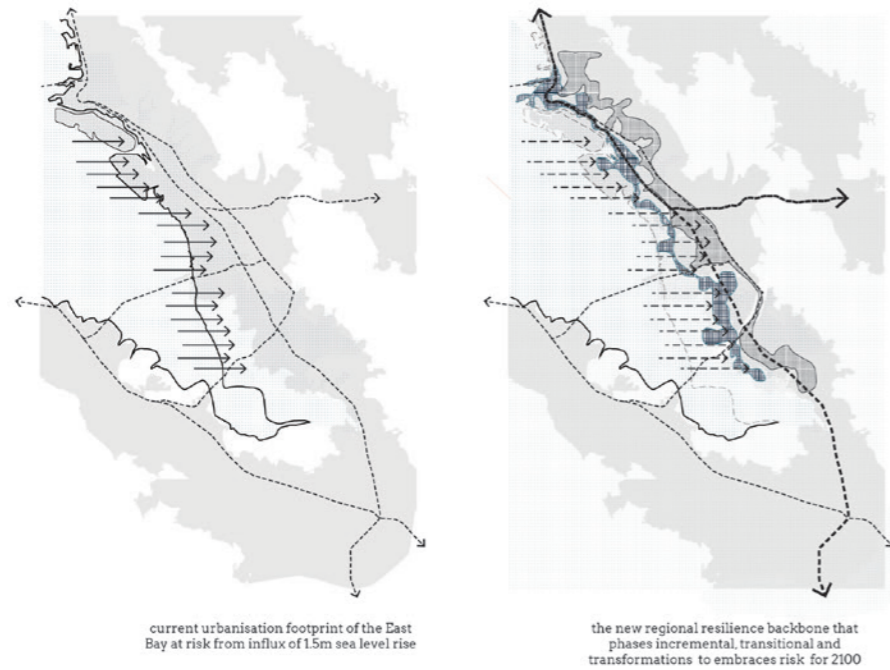 current urbanisation footprint of the East
Bay at risk from influx of 1.5m sea level rise
the new regional resilience backbone that
phases incremental, transitional and
transformations to embraces risk for 2100